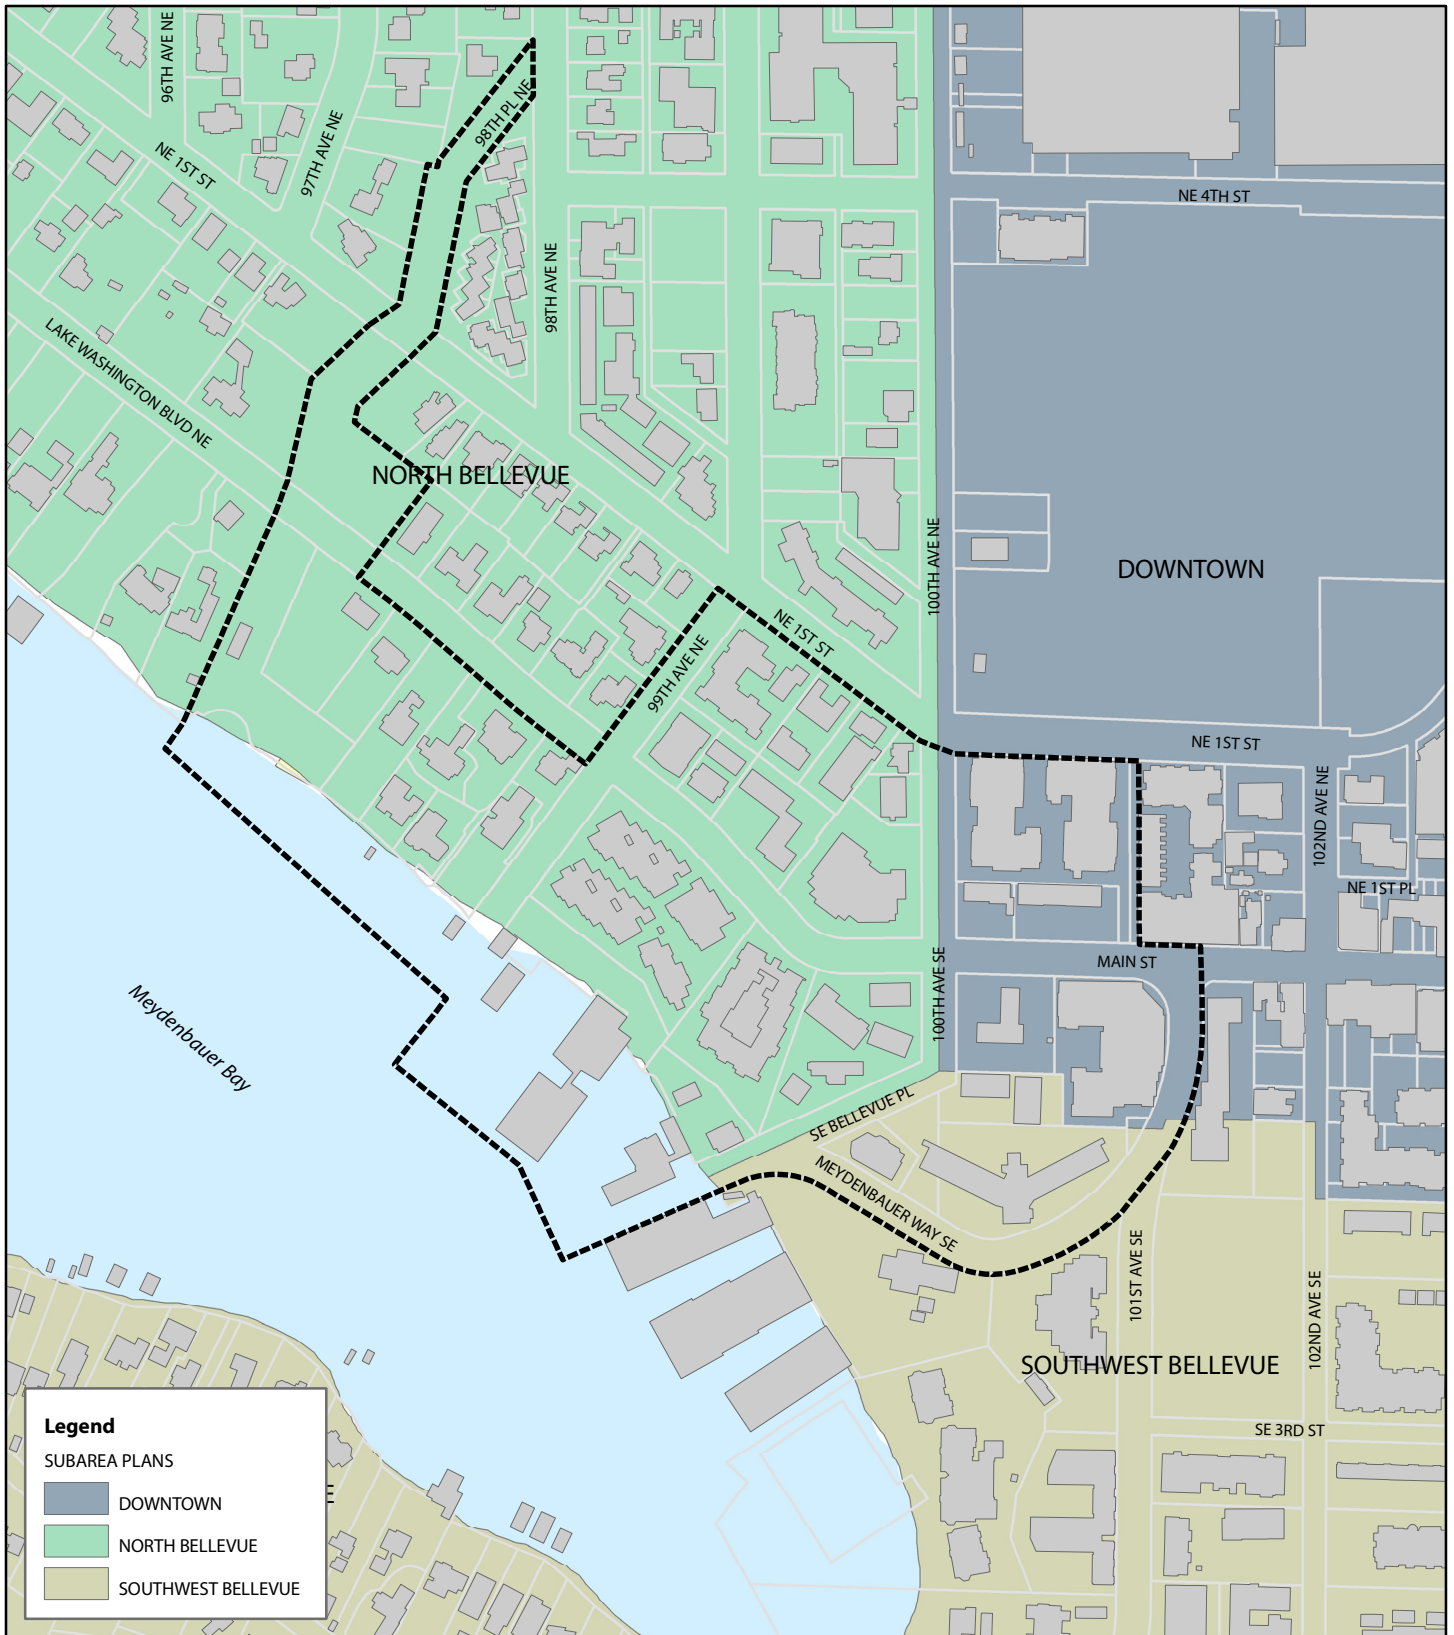 96TH AVE NE
98TH PL NE
NE 1ST ST
97TH AVE NE
NE 4TH ST
98TH AVE NE
LAKE WASHINGTON BLVD NE
NORTH BELLEVUE
100TH AVE NE
DOWNTOWN
NE 1ST ST
99TH AVE NE
NE 1ST ST
102ND AVE NE
NE 1ST PL
MAIN ST
100TH AVE SE
Meydenbauer Bay
SE BELLEVUE PL
MEYDENBAUER WAY SE
101ST AVE SE
102ND AVE SE
SOUTHWEST BELLEVUE
SE 3RD ST
Legend
SUBAREA PLANS
DOWNTOWN
NORTH BELLEVUE
SOUTHWEST BELLEVUE
E